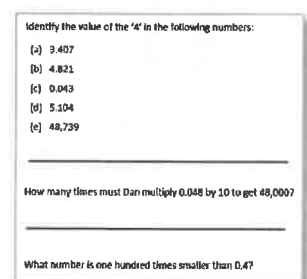 Identify the value of the '4' in the following numbers:
(a) 3.407
(b) 4.821
(c) 0.043
(d) 5.104
(e) 48,739
How many times must Dan multiply 0.048 by 10 to get 48,000?
What number is one hundred times smaller than 0.4?